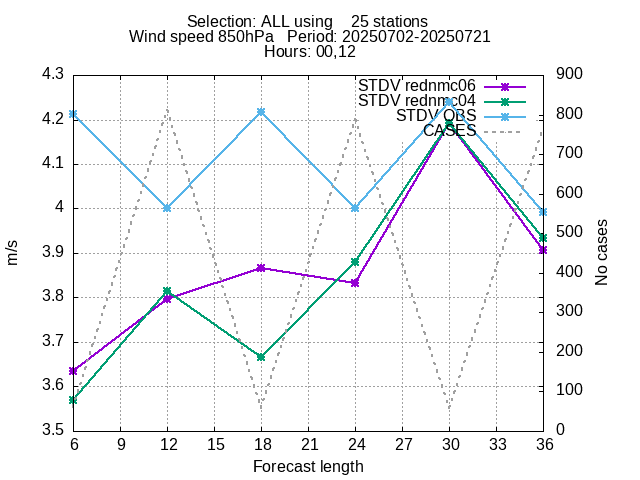 Selection: ALL using    25 stations
Wind speed 850hPa   Period: 20250702-20250721
Hours: 00,12
STDV rednmc06
STDV rednmc04
STDV OBS
CASES
4.3
4.2
4.1
4
3.9
3.8
3.7
3.6
3.5
m/s
900
800
700
600
500
400
300
200
100
0
No cases
6 9 12 15 18 21 24 27 30 33 36
Forecast length